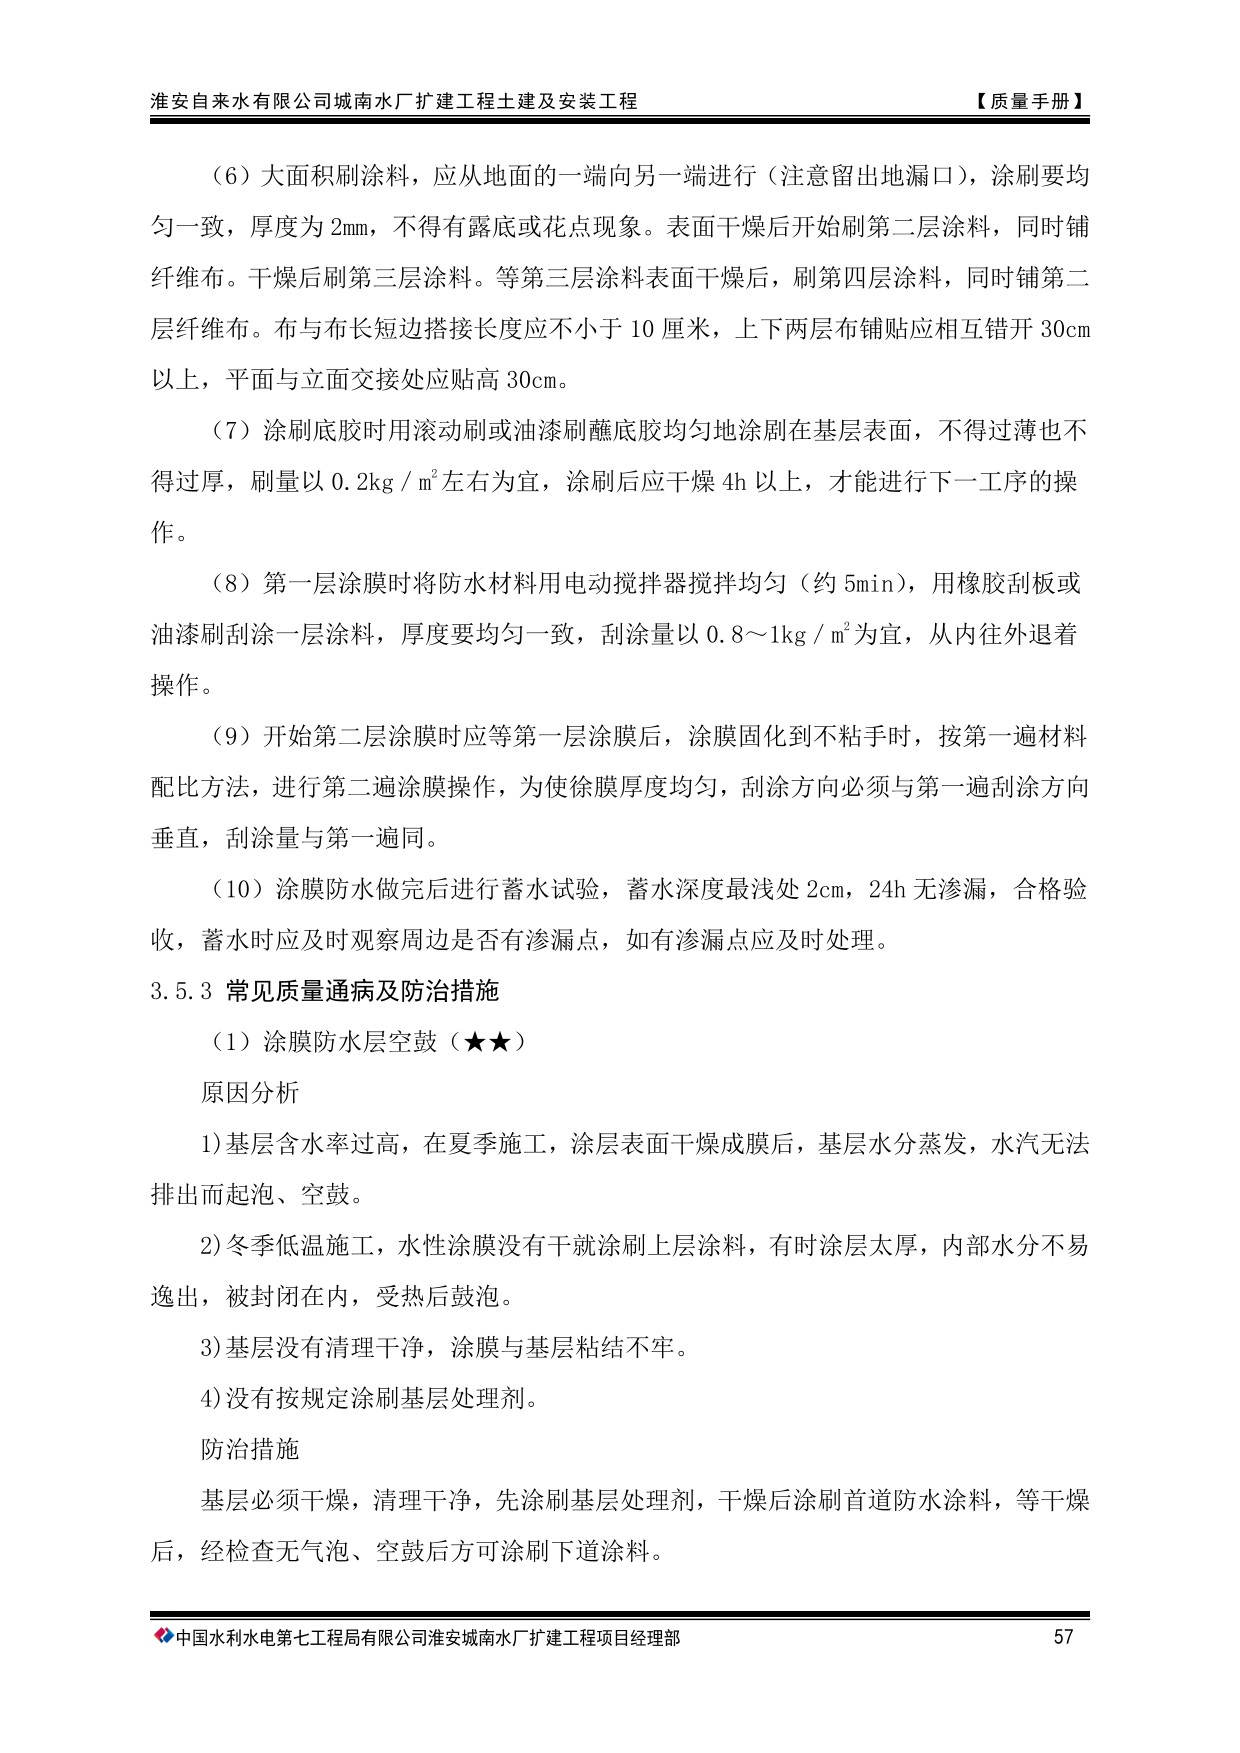 淮安自来水有限公司城南水厂扩建工程土建及安装工程 【质量手册】
（6）大面积刷涂料，应从地面的一端向另一端进行（注意留出地漏口），涂刷要均
匀一致，厚度为 2mm，不得有露底或花点现象。表面干燥后开始刷第二层涂料，同时铺
纤维布。干燥后刷第三层涂料。等第三层涂料表面干燥后，刷第四层涂料，同时铺第二
层纤维布。布与布长短边搭接长度应不小于 10 厘米，上下两层布铺贴应相互错开 30cm
以上，平面与立面交接处应贴高 30cm。
（7）涂刷底胶时用滚动刷或油漆刷蘸底胶均匀地涂剧在基层表面，不得过薄也不
得过厚，刷量以 0.2kg／m²左右为宜，涂刷后应干燥 4h 以上，才能进行下一工序的操
作。
（8）第一层涂膜时将防水材料用电动搅拌器搅拌均匀（约 5min），用橡胶刮板或
油漆刷刮涂一层涂料，厚度要均匀一致，刮涂量以 0.8～1kg／m²为宜，从内往外退着
操作。
（9）开始第二层涂膜时应等第一层涂膜后，涂膜固化到不粘手时，按第一遍材料
配比方法，进行第二遍涂膜操作，为使徐膜厚度均匀，刮涂方向必须与第一遍刮涂方向
垂直，刮涂量与第一遍同。
（10）涂膜防水做完后进行蓄水试验，蓄水深度最浅处 2cm，24h 无渗漏，合格验
收，蓄水时应及时观察周边是否有渗漏点，如有渗漏点应及时处理。
3.5.3 常见质量通病及防治措施
（1）涂膜防水层空鼓（★★）
原因分析
1)基层含水率过高，在夏季施工，涂层表面干燥成膜后，基层水分蒸发，水汽无法
排出而起泡、空鼓。
2)冬季低温施工，水性涂膜没有干就涂刷上层涂料，有时涂层太厚，内部水分不易
逸出，被封闭在内，受热后鼓泡。
3)基层没有清理干净，涂膜与基层粘结不牢。
4)没有按规定涂刷基层处理剂。
防治措施
基层必须干燥，清理干净，先涂刷基层处理剂，干燥后涂刷首道防水涂料，等干燥
后，经检查无气泡、空鼓后方可涂刷下道涂料。
中国水利水电第七工程局有限公司淮安城南水厂扩建工程项目经理部 57